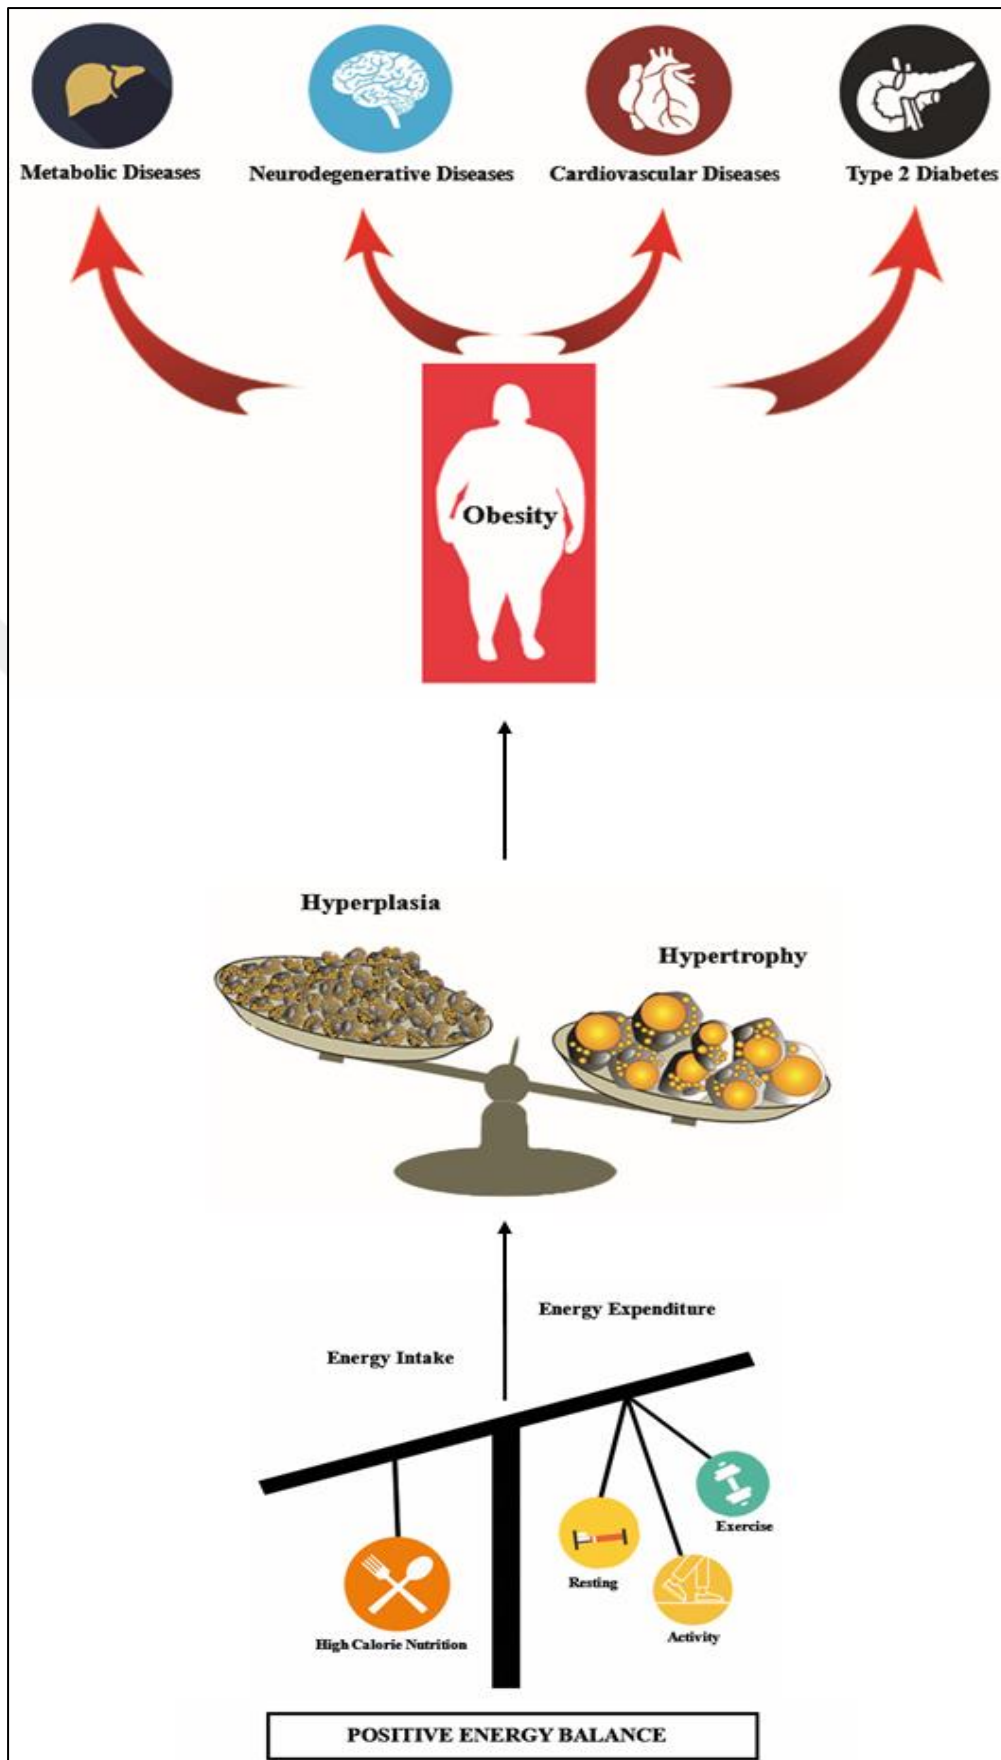 Metabolic Diseases
Neurodegenerative Diseases
Cardiovascular Diseases
Type 2 Diabetes
Obesity
Hyperplasia
Hypertrophy
Energy Expenditure
Energy Intake
Exercise
Resting
Activity
High Calorie Nutrition
POSITIVE ENERGY BALANCE